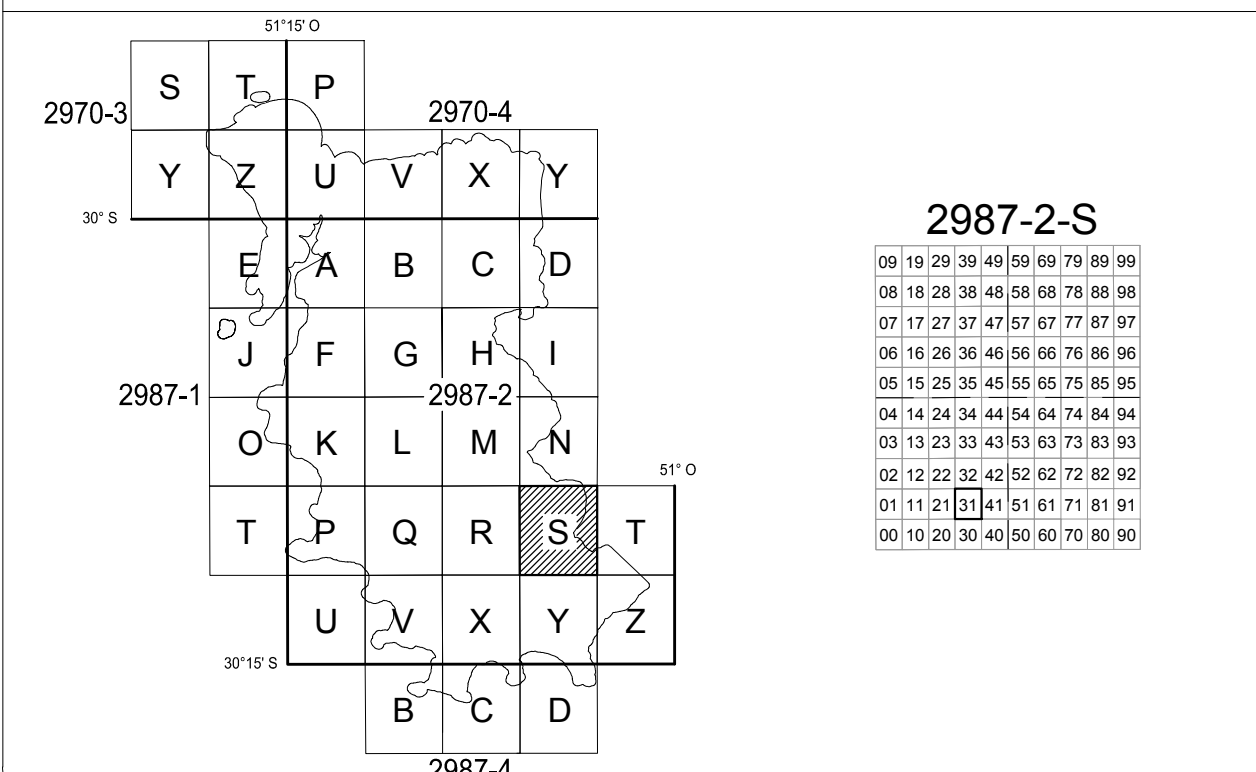 51°15' O
S T P
2970-3 2970-4
Y Z U V X Y
30° S
E A B C D
J F G H I
2987-1 2987-2
O K L M N
51° O
T P Q R S T
U V X Y Z
30°15' S
B C D
2987-4
2987-2-S
09 19 29 39 49 59 69 79 89 99
08 18 28 38 48 58 68 78 88 98
07 17 27 37 47 57 67 77 87 97
06 16 26 36 46 56 66 76 86 96
05 15 25 35 45 55 65 75 85 95
04 14 24 34 44 54 64 74 84 94
03 13 23 33 43 53 63 73 83 93
02 12 22 32 42 52 62 72 82 92
01 11 21 31 41 51 61 71 81 91
00 10 20 30 40 50 60 70 80 90